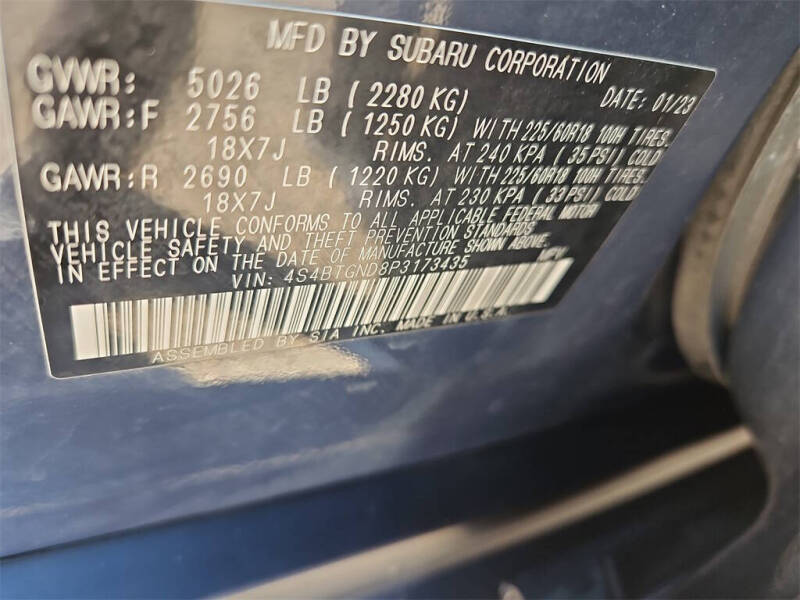 MFD BY SUBARU CORPORATION
GVWR: 5026 LB (2280 KG) DATE: 01/23
GAWR:F 2756 LB (1250 KG) WITH 225/60R18 100H TIRES.
18X7J RIMS. AT 240 KPA (35 PSI) COLD
GAWR:R 2690 LB (1220 KG) WITH 225/60R18 100H TIRES.
18X7J RIMS. AT 230 KPA (33 PSI) COLD
THIS VEHICLE CONFORMS TO ALL APPLICABLE FEDERAL MOTOR
VEHICLE SAFETY AND THEFT PREVENTION STANDARDS
IN EFFECT ON THE DATE OF MANUFACTURE SHOWN ABOVE.
VIN: 4S4BTGND8P3173435 MPV
ASSEMBLED BY SIA INC. MADE IN U.S.A.